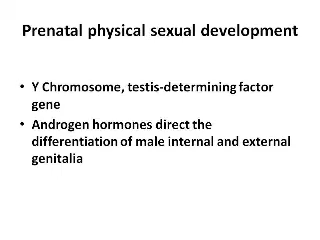 Prenatal physical sexual development
• Y Chromosome, testis-determining factor
gene
• Androgen hormones direct the
differentiation of male internal and external
genitalia